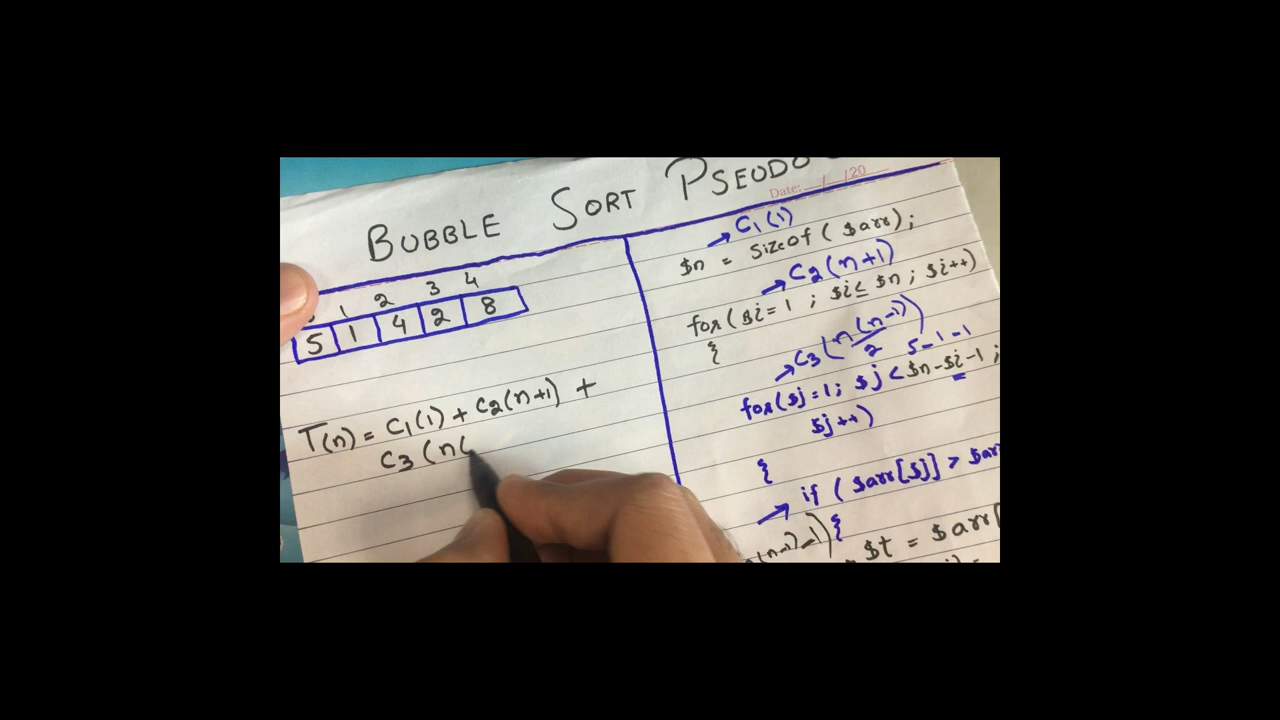 BUBBLE SORT PSEUDO
Date: __/__/20
1 2 3 4
5 1 4 2 8
T(n) = C₁(1) + C₂(n+1) +
C₃ (n(
→ C₁(1)
$n = sizeof ( $arr);
→ C₂(n+1)
for( $i=1 ; $i≤ $n ; $i++)
{
→ C₃ (n(n-1)/2)
5-1-1
for($j=1; $j < $n-$i-1 ;
$j++)
{
→ if ( $arr[$j] >
{
$t = $arr[